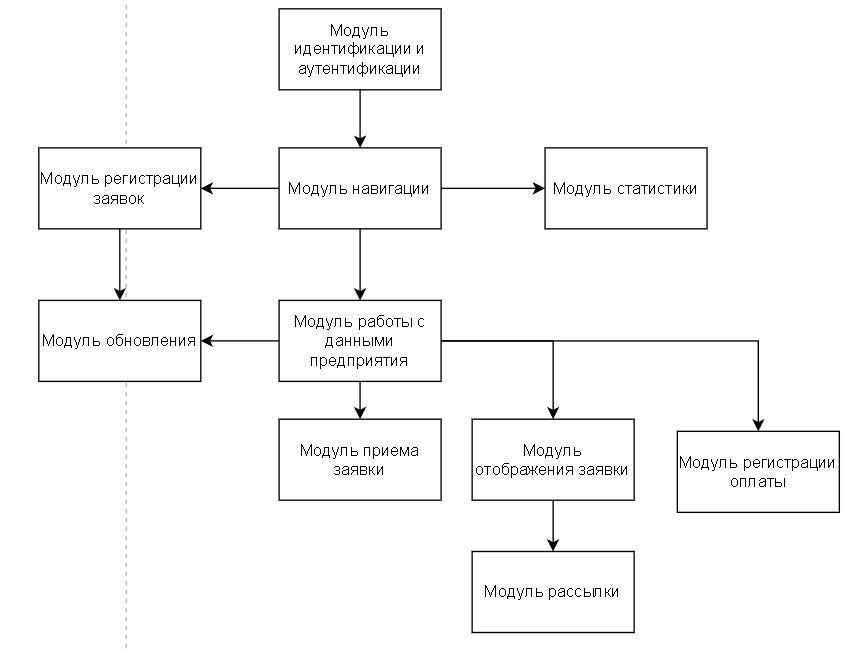 Модуль
идентификации и
аутентификации
Модуль регистрации
заявок
Модуль навигации
Модуль статистики
Модуль обновления
Модуль работы с
данными
предприятия
Модуль приема
заявки
Модуль
отображения заявки
Модуль регистрации
оплаты
Модуль рассылки